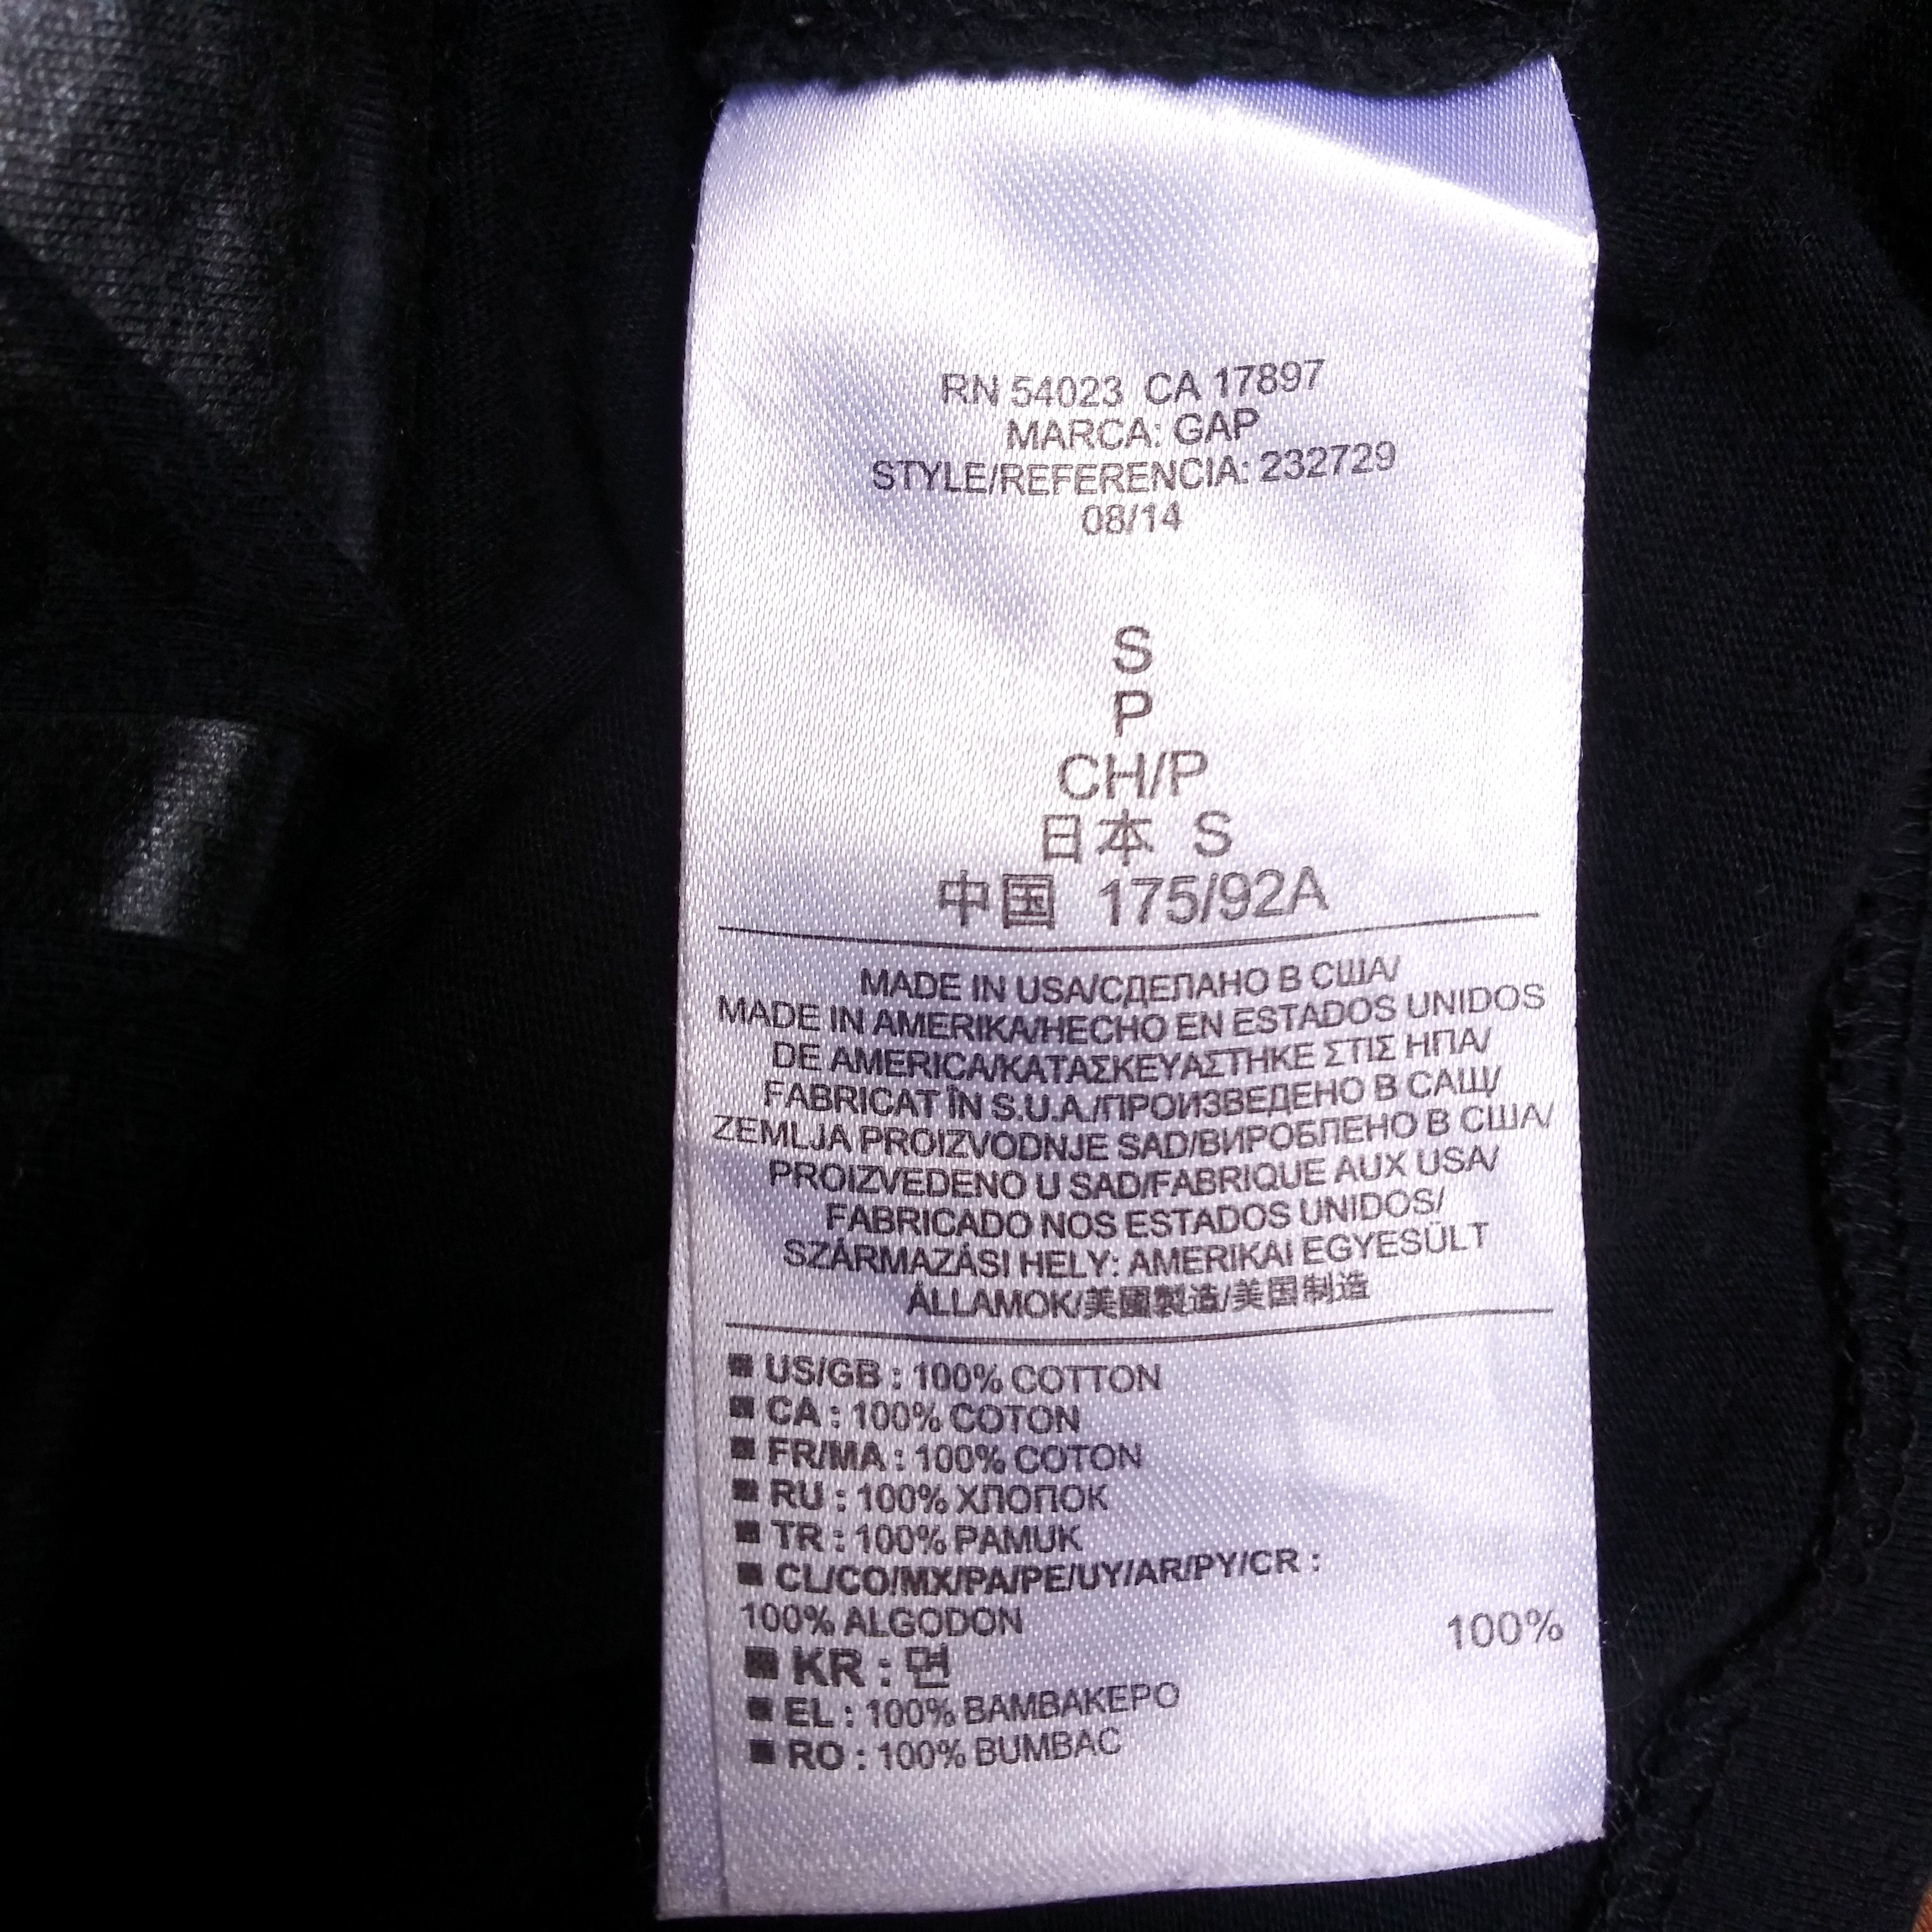 RN 54023 CA 17897
MARCA: GAP
STYLE/REFERENCIA: 232729
08/14
S
P
CH/P
日本 S
中国 175/92A
MADE IN USA/СДЕЛАНО В США/
MADE IN AMERIKA/HECHO EN ESTADOS UNIDOS
DE AMERICA/ΚΑΤΑΣΚΕΥΑΣΤΗΚΕ ΣΤΙΣ ΗΠΑ/
FABRICAT ÎN S.U.A./ПРОИЗВЕДЕНО В САЩ/
ZEMLJA PROIZVODNJE SAD/ВИРОБЛЕНО В США/
PROIZVEDENO U SAD/FABRIQUE AUX USA/
FABRICADO NOS ESTADOS UNIDOS/
SZÁRMAZÁSI HELY: AMERIKAI EGYESÜLT
ÁLLAMOK/美國製造/美国制造
■ US/GB : 100% COTTON
■ CA : 100% COTON
■ FR/MA : 100% COTON
■ RU : 100% ХЛОПОК
■ TR : 100% PAMUK
■ CL/CO/MX/PA/PE/UY/AR/PY/CR :
100% ALGODON
■ KR : 면 100%
■ EL : 100% ΒΑΜΒΑΚΕΡΟ
■ RO : 100% BUMBAC